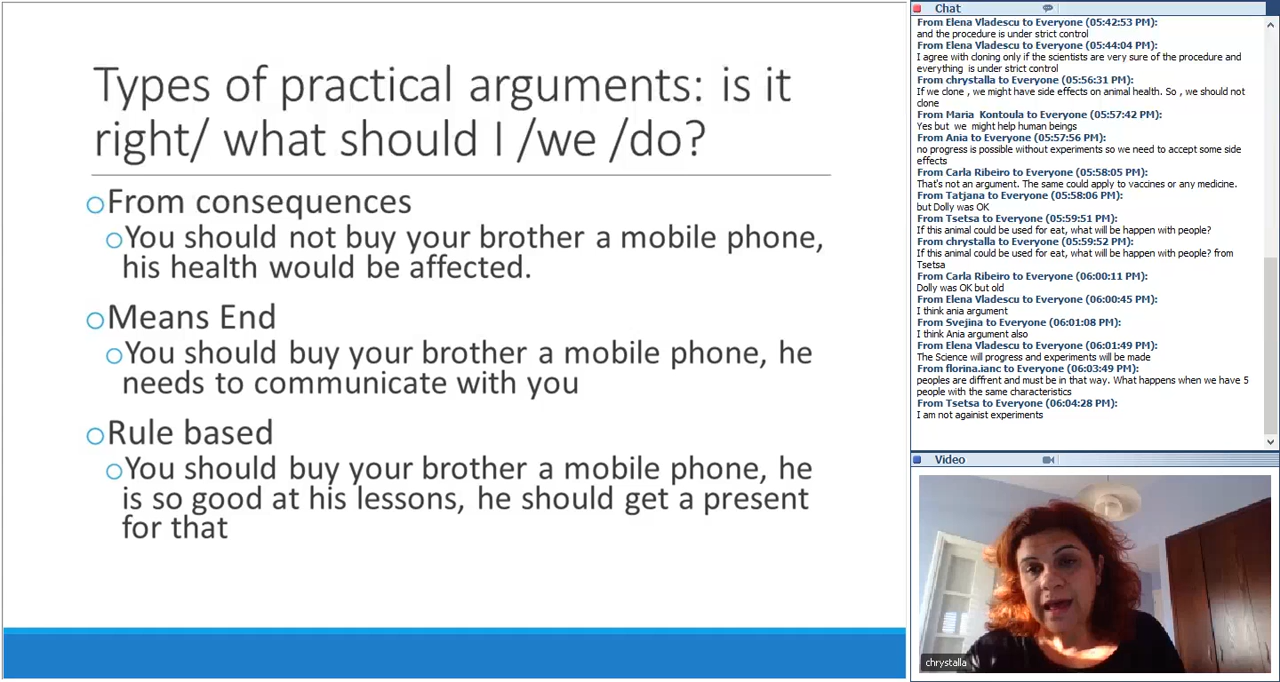 Types of practical arguments: is it
right/ what should I /we /do?
From consequences
You should not buy your brother a mobile phone,
his health would be affected.
Means End
You should buy your brother a mobile phone, he
needs to communicate with you
Rule based
You should buy your brother a mobile phone, he
is so good at his lessons, he should get a present
for that
Chat
From Elena Vladescu to Everyone (05:42:53 PM):
and the procedure is under strict control
From Elena Vladescu to Everyone (05:44:04 PM):
I agree with cloning only if the scientists are very sure of the procedure and
everything is under strict control
From chrystalla to Everyone (05:56:31 PM):
If we clone , we might have side effects on animal health. So , we should not
clone
From Maria Kontoula to Everyone (05:57:42 PM):
Yes but we might help human beings
From Ania to Everyone (05:57:56 PM):
no progress is possible without experiments so we need to accept some side
effects
From Carla Ribeiro to Everyone (05:58:05 PM):
That's not an argument. The same could apply to vaccines or any medicine.
From Tatjana to Everyone (05:58:06 PM):
but Dolly was OK
From Tsetsa to Everyone (05:59:51 PM):
If this animal could be used for eat, what will be happen with people?
From chrystalla to Everyone (05:59:52 PM):
If this animal could be used for eat, what will be happen with people? from
Tsetsa
From Carla Ribeiro to Everyone (06:00:11 PM):
Dolly was OK but old
From Elena Vladescu to Everyone (06:00:45 PM):
I think ania argument
From Svejina to Everyone (06:01:08 PM):
I think Ania argument also
From Elena Vladescu to Everyone (06:01:49 PM):
The Science will progress and experiments will be made
From florina.ianc to Everyone (06:03:49 PM):
peoples are diffrent and must be in that way. What happens when we have 5
people with the same characteristics
From Tsetsa to Everyone (06:04:28 PM):
I am not againist experiments
Video
chrystalla